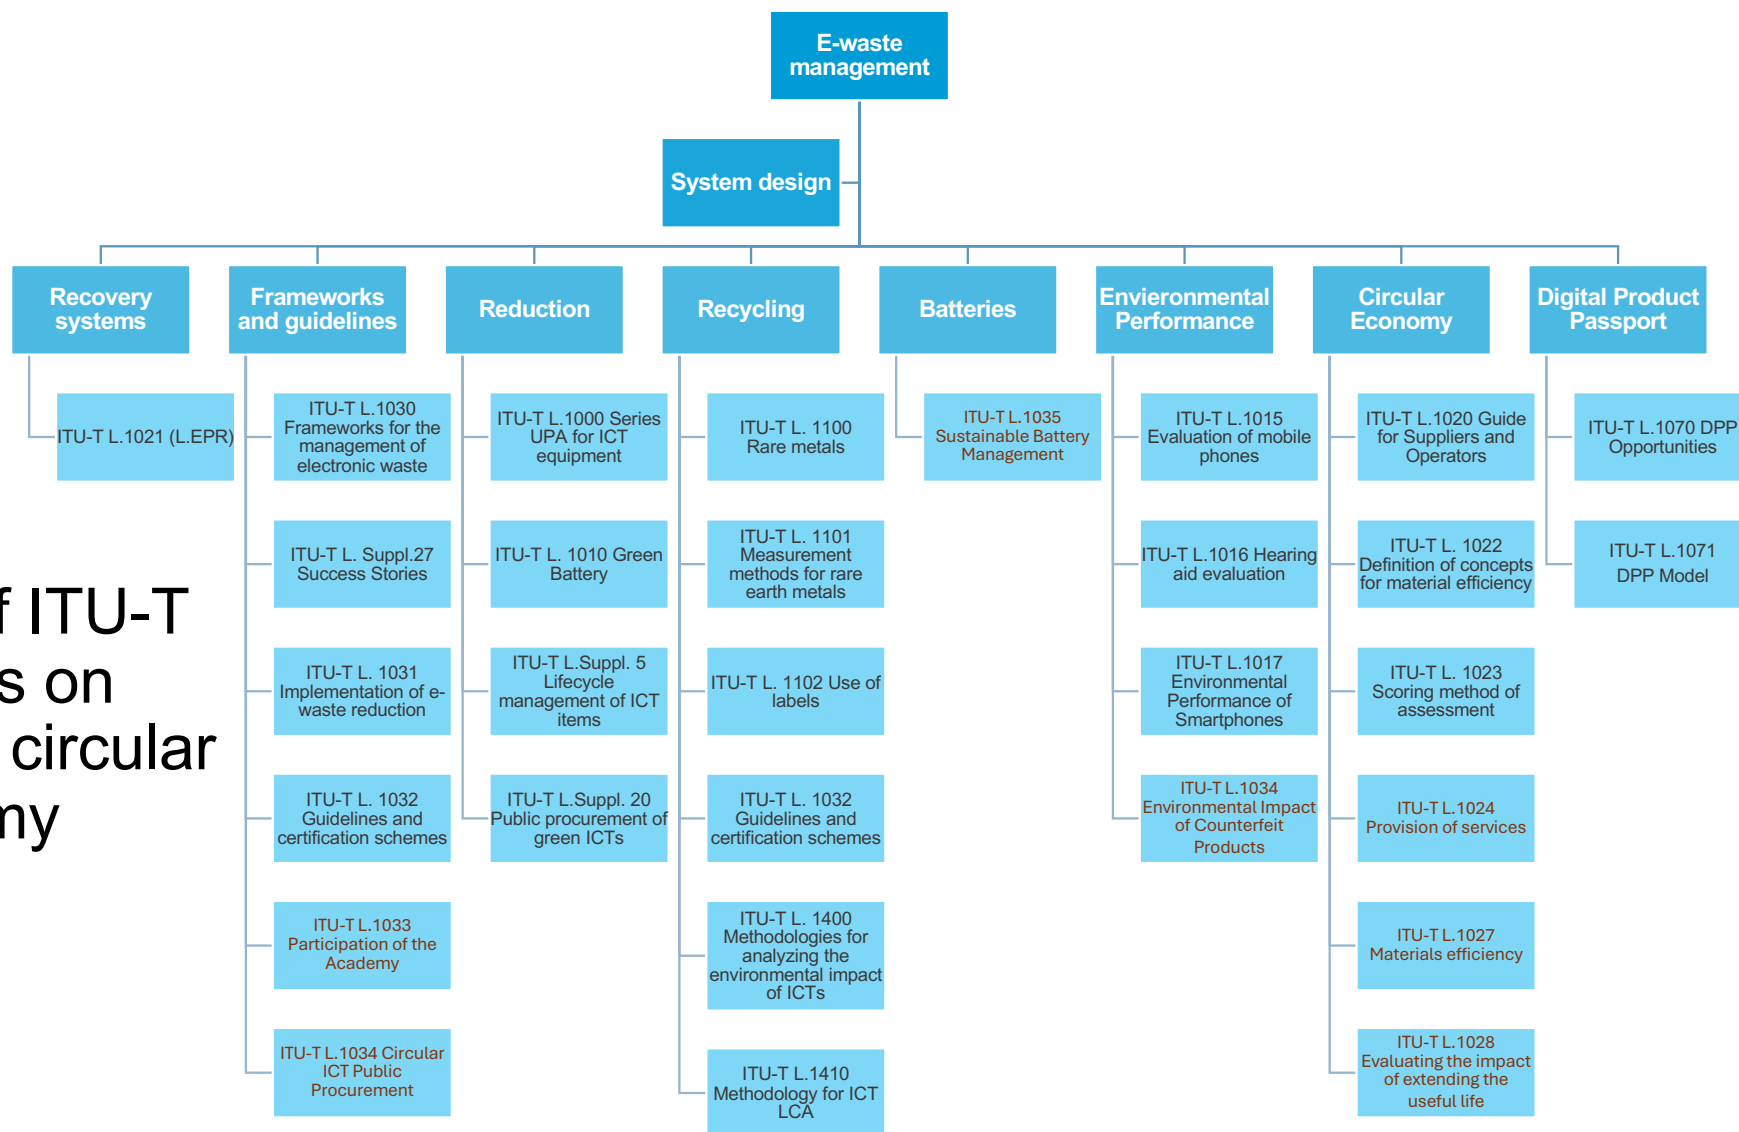 E-waste
management
System design
Recovery
systems
ITU-T L.1021 (L.EPR)
Frameworks
and guidelines
ITU-T L.1030
Frameworks for the
management of
electronic waste
ITU-T L. Suppl.27
Success Stories
ITU-T L. 1031
Implementation of e-
waste reduction
ITU-T L. 1032
Guidelines and
certification schemes
ITU-T L.1033
Participation of the
Academy
ITU-T L.1034 Circular
ICT Public
Procurement
Reduction
ITU-T L.1000 Series
UPA for ICT
equipment
ITU-T L. 1010 Green
Battery
ITU-T L.Suppl. 5
Lifecycle
management of ICT
items
ITU-T L.Suppl. 20
Public procurement of
green ICTs
Recycling
ITU-T L. 1100
Rare metals
ITU-T L. 1101
Measurement
methods for rare
earth metals
ITU-T L. 1102 Use of
labels
ITU-T L. 1032
Guidelines and
certification schemes
ITU-T L. 1400
Methodologies for
analyzing the
environmental impact
of ICTs
ITU-T L.1410
Methodology for ICT
LCA
Batteries
ITU-T L.1035
Sustainable Battery
Management
Envieronmental
Performance
ITU-T L.1015
Evaluation of mobile
phones
ITU-T L.1016 Hearing
aid evaluation
ITU-T L.1017
Environmental
Performance of
Smartphones
ITU-T L.1034
Environmental Impact
of Counterfeit
Products
Circular
Economy
ITU-T L.1020 Guide
for Suppliers and
Operators
ITU-T L. 1022
Definition of concepts
for material efficiency
ITU-T L. 1023
Scoring method of
assessment
ITU-T L.1024
Provision of services
ITU-T L.1027
Materials efficiency
ITU-T L.1028
Evaluating the impact
of extending the
useful life
Digital Product
Passport
ITU-T L.1070 DPP
Opportunities
ITU-T L.1071
DPP Model
ITU-T
on
circular